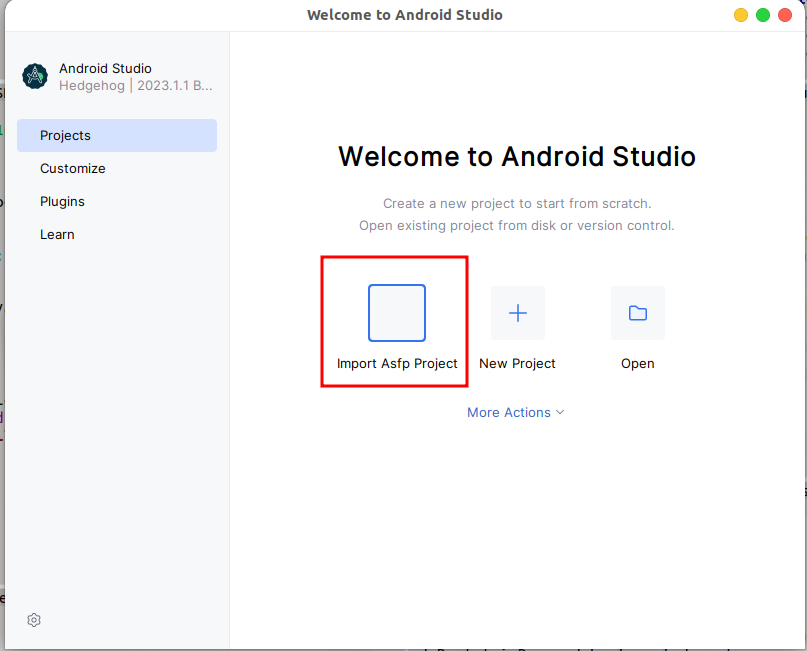 Welcome to Android Studio
Android Studio
Hedgehog | 2023.1.1 B...
Projects
Customize
Plugins
Learn
Welcome to Android Studio
Create a new project to start from scratch.
Open existing project from disk or version control.
Import Asfp Project
New Project
Open
More Actions